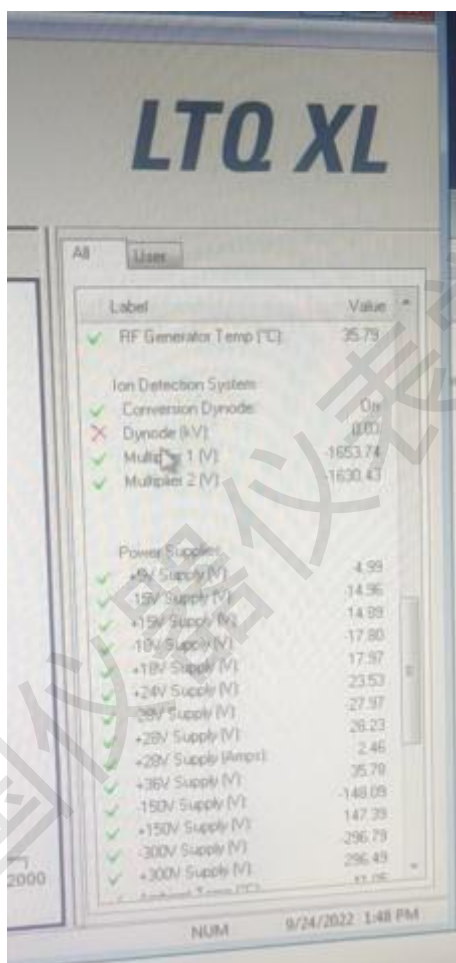 LTQ XL
All
User
Label Value
RF Generator Temp (°C): 35.79
Ion Detection System
Conversion Dynode: On
Dynode (kV):
Multiplier 1 (V): -1653.74
Multiplier 2 (V): -1630.43
Power Supplies
+5V Supply (V): 4.99
-15V Supply (V): -14.96
+15V Supply (V): 14.89
-18V Supply (V): -17.80
+18V Supply (V): 17.97
+24V Supply (V): 23.53
-28V Supply (V): -27.97
+28V Supply (V): 28.23
+28V Supply (Amps): 2.46
+36V Supply (V): 35.78
-150V Supply (V): -148.09
+150V Supply (V): 147.39
-300V Supply (V): -296.79
+300V Supply (V): 296.49
2000
NUM 9/24/2022 1:48 PM